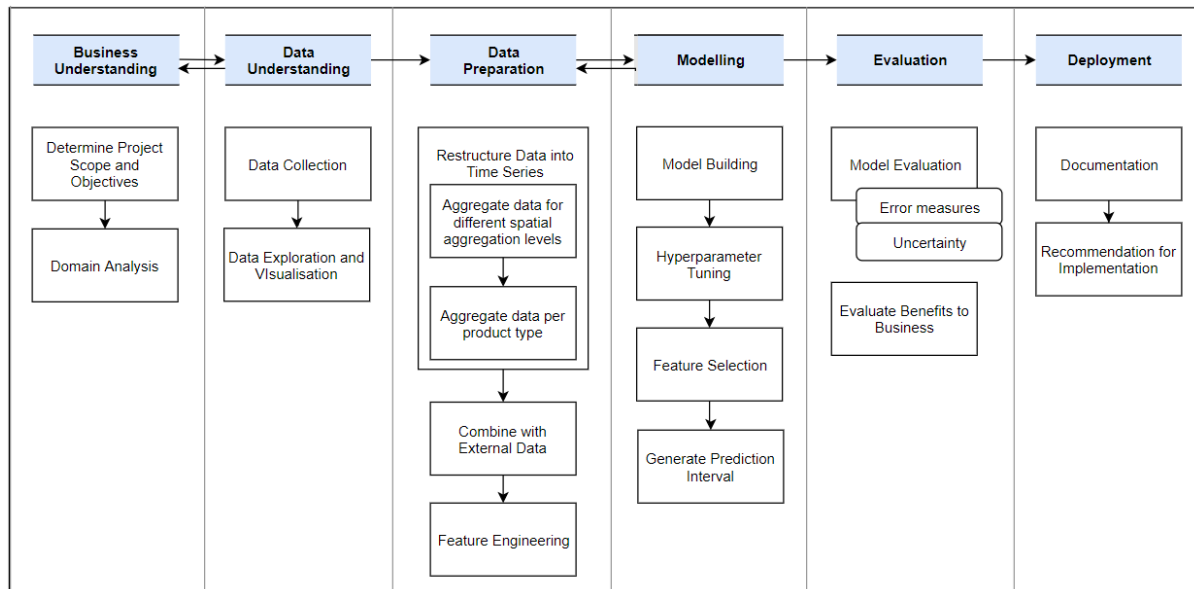 Business
Understanding
Data
Understanding
Data
Preparation
Modelling
Evaluation
Deployment
Determine Project
Scope and
Objectives
Domain Analysis
Data Collection
Data Exploration and
VIsualisation
Restructure Data into
Time Series
Aggregate data for
different spatial
aggregation levels
Aggregate data per
product type
Combine with
External Data
Feature Engineering
Model Building
Hyperparameter
Tuning
Feature Selection
Generate Prediction
Interval
Model Evaluation
Error measures
Uncertainty
Evaluate Benefits to
Business
Documentation
Recommendation for
Implementation